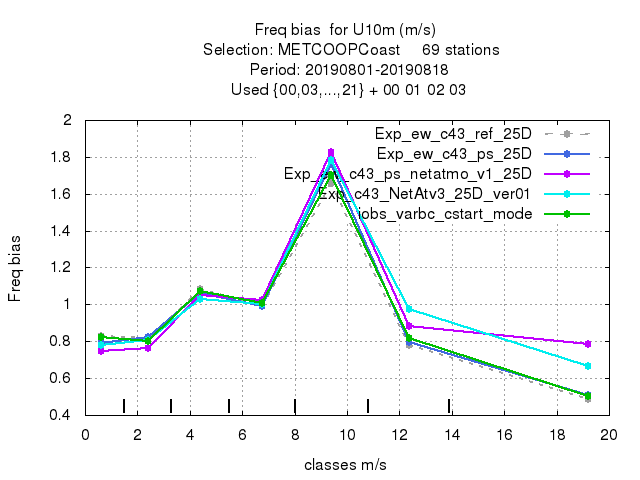 Freq bias  for U10m (m/s)
Selection: METCOOPCoast     69 stations
Period: 20190801-20190818
Used {00,03,...,21} + 00 01 02 03
2
1.8
1.6
1.4
1.2
1
0.8
0.6
0.4
Freq bias
Exp_ew_c43_ref_25D
Exp_ew_c43_ps_25D
c43_ps_netatmo_v1_25D
c43_NetAtv3_25D_ver01
iobs_varbc_cstart_mode
0 2 4 6 8 10 12 14 16 18 20
classes m/s